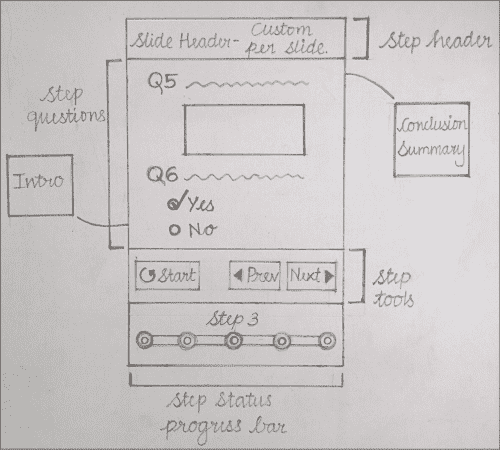 Slide Header- Custom
per slide.
Step header
Step
questions
Q5
Conclusion
Summary
Intro
Q6
Yes
No
Start
Prev
Next
Step
tools
Step 3
Step Status
progriss bar